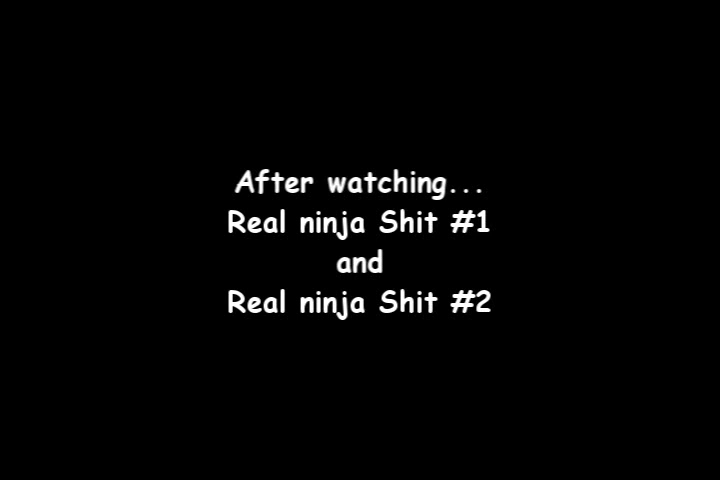 After watching...
Real ninja Shit #1
and
Real ninja Shit #2